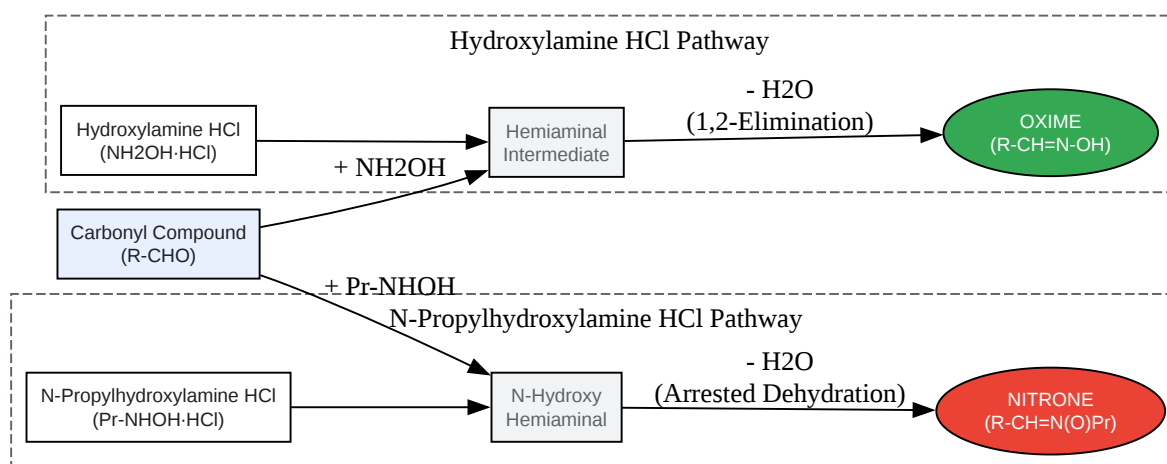 Hydroxylamine HCl Pathway
Hydroxylamine HCl
(NH2OH·HCl)
+ NH2OH
Hemiaminal
Intermediate
- H2O
(1,2-Elimination)
OXIME
(R-CH=N-OH)
Carbonyl Compound
(R-CHO)
+ Pr-NHOH
N-Propylhydroxylamine HCl Pathway
N-Propylhydroxylamine HCl
(Pr-NHOH·HCl)
N-Hydroxy
Hemiaminal
- H2O
(Arrested Dehydration)
NITRONE
(R-CH=N(O)Pr)